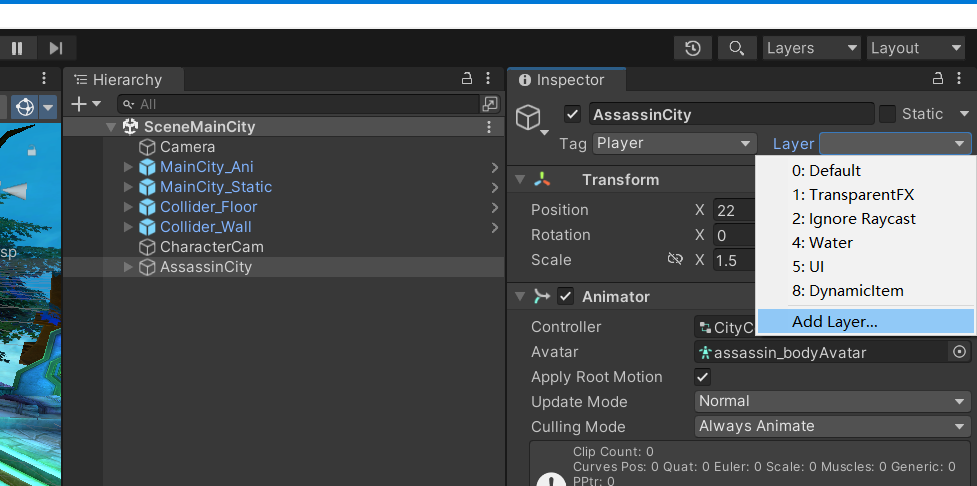 Layers
Layout
Hierarchy
Inspector
All
AssassinCity
Static
Tag
Player
Layer
SceneMainCity
Camera
MainCity_Ani
MainCity_Static
Collider_Floor
Collider_Wall
CharacterCam
AssassinCity
sp
0: Default
1: TransparentFX
2: Ignore Raycast
4: Water
5: UI
8: DynamicItem
Add Layer...
Transform
Position X 22
Rotation X 0
Scale X 1.5
Animator
Controller CityC
Avatar assassin_bodyAvatar
Apply Root Motion
Update Mode Normal
Culling Mode Always Animate
Clip Count: 0
Curves Pos: 0 Quat: 0 Euler: 0 Scale: 0 Muscles: 0 Generic: 0
PPtr: 0